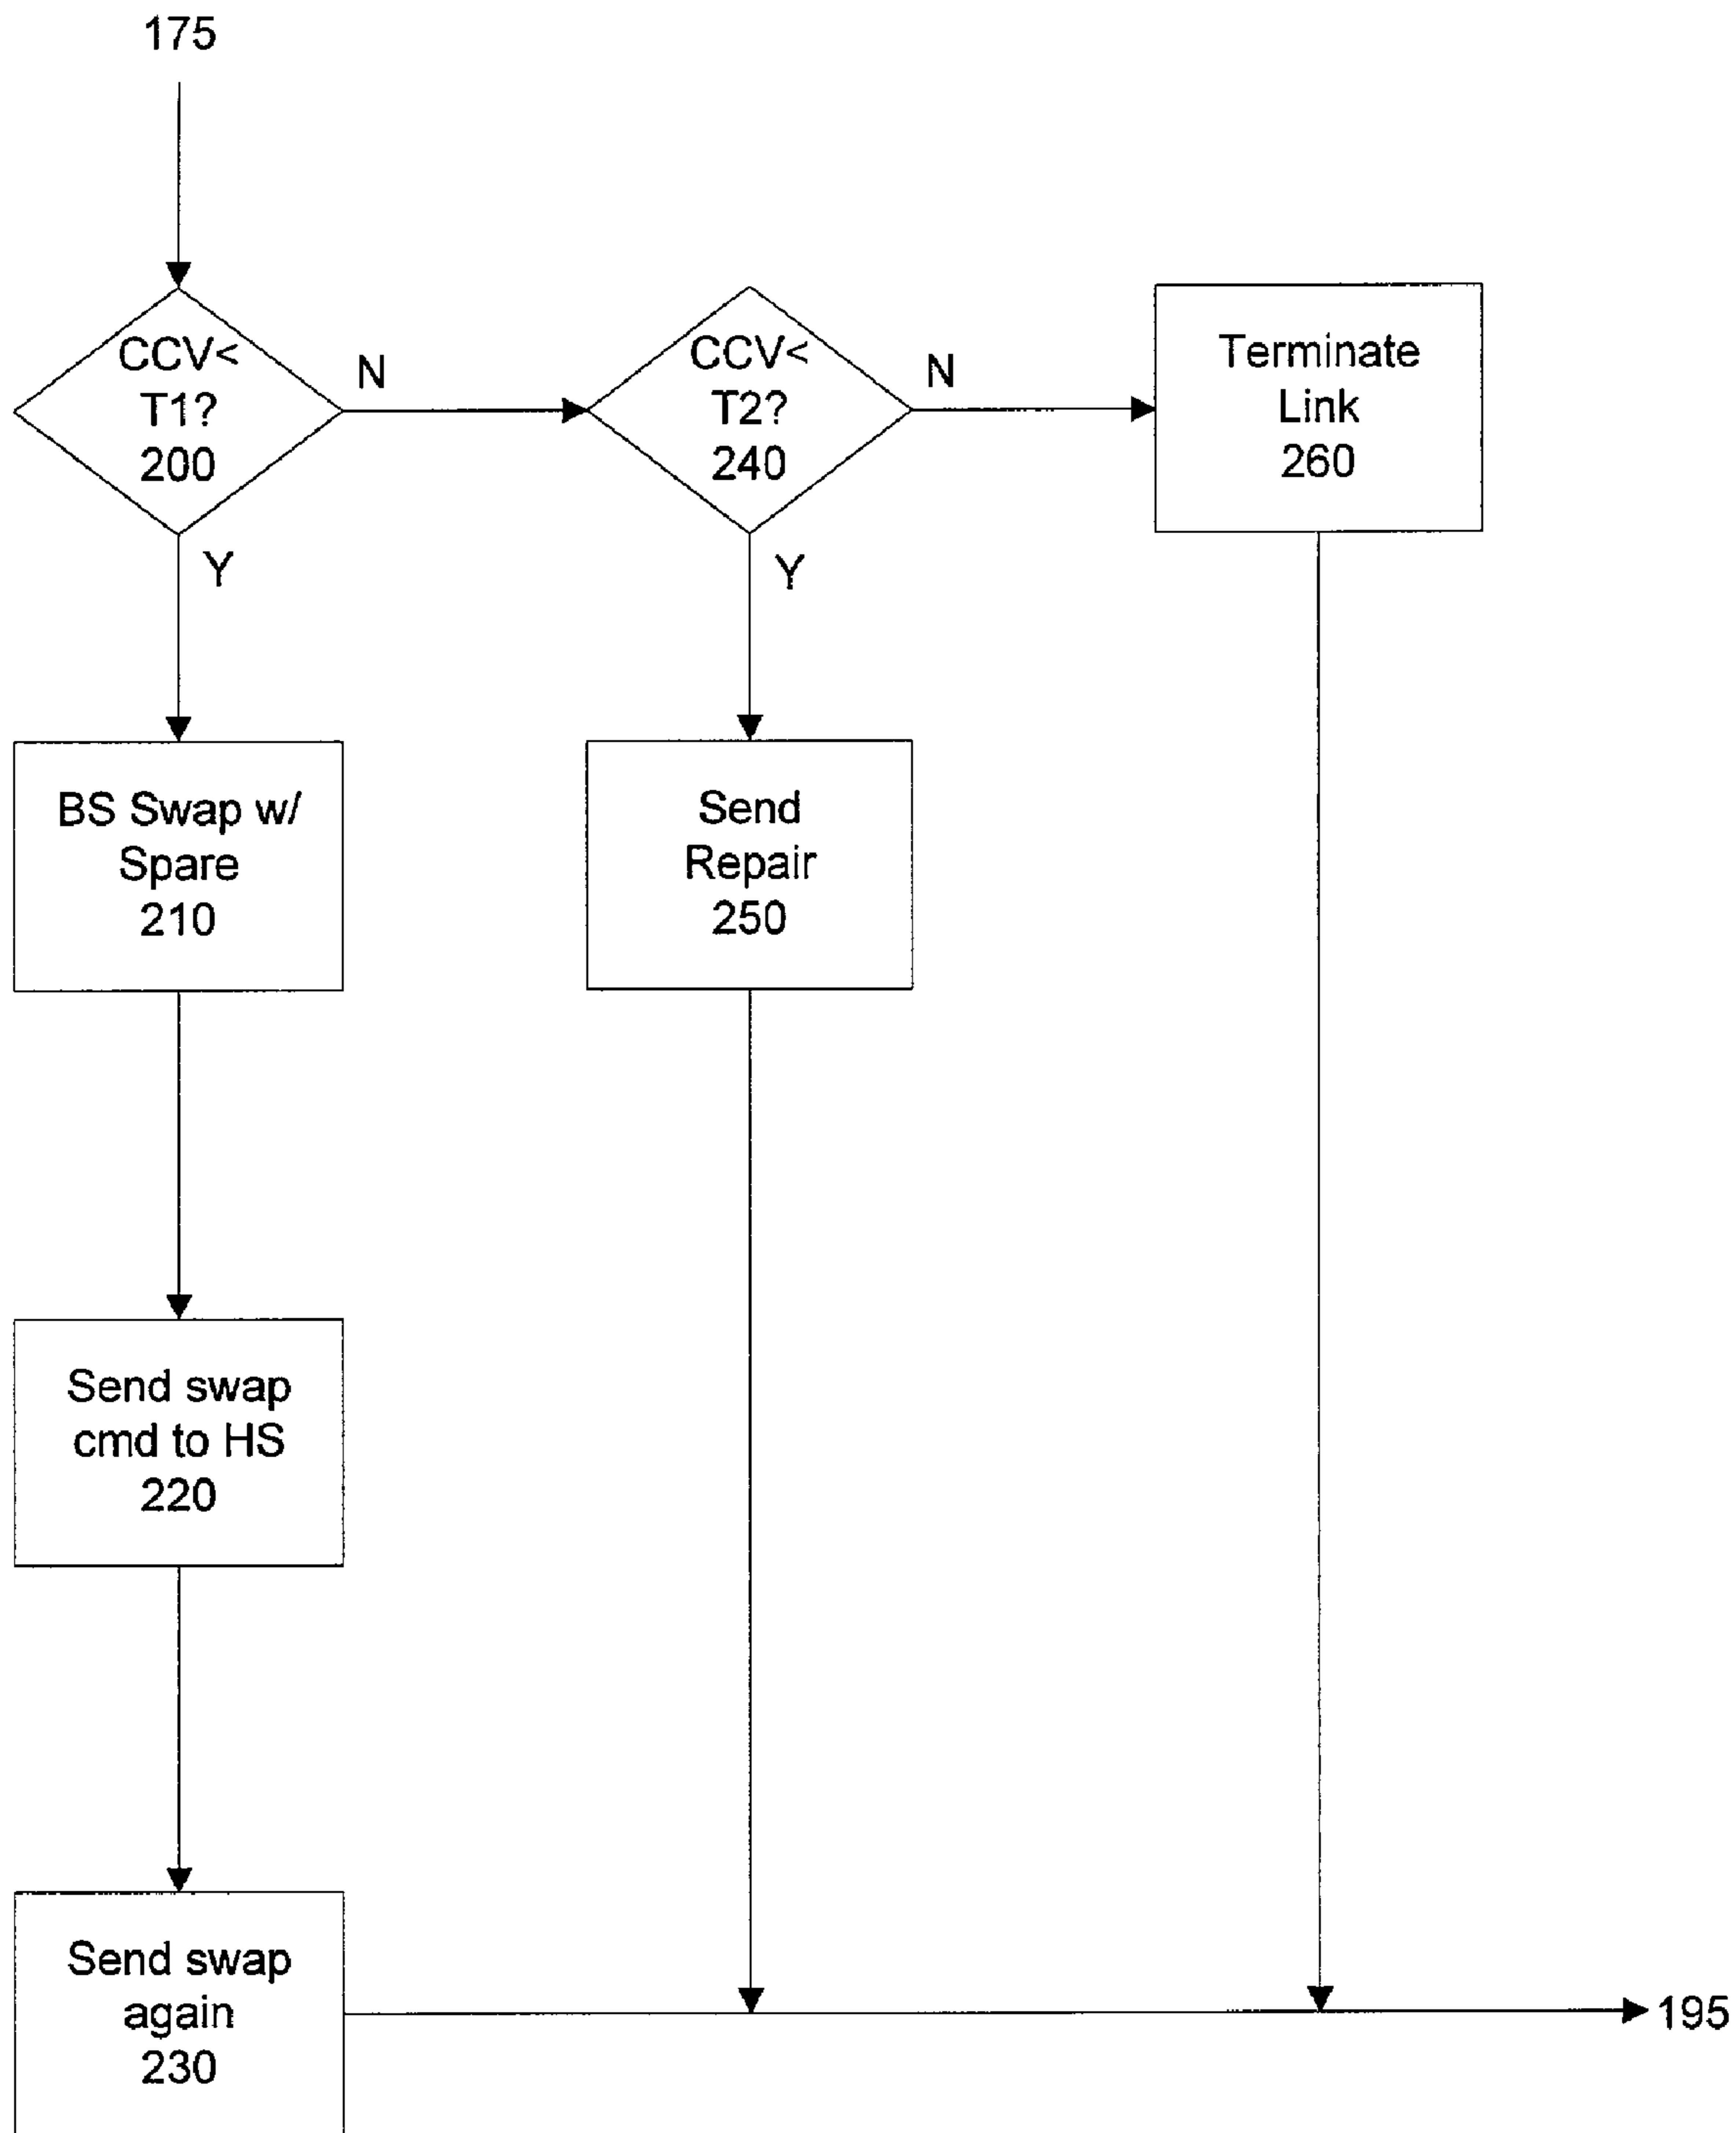 175
CCV<
T1?
200
N
Y
CCV<
T2?
240
N
Y
Terminate
Link
260
BS Swap w/
Spare
210
Send
Repair
250
Send swap
cmd to HS
220
Send swap
again
230
195